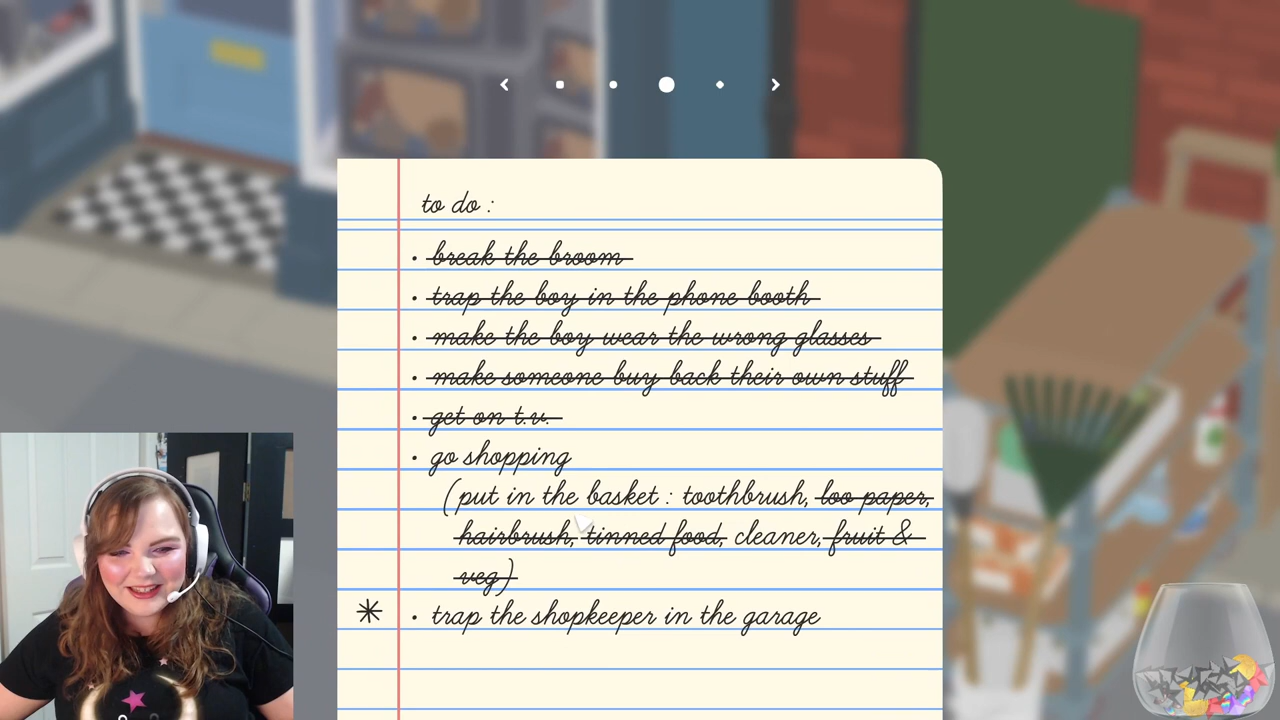 to do :
• break the broom
• trap the boy in the phone booth
• make the boy wear the wrong glasses
• make someone buy back their own stuff
• get on t.v.
• go shopping
(put in the basket : toothbrush, loo paper,
hairbrush, tinned food, cleaner, fruit &
veg)
* • trap the shopkeeper in the garage